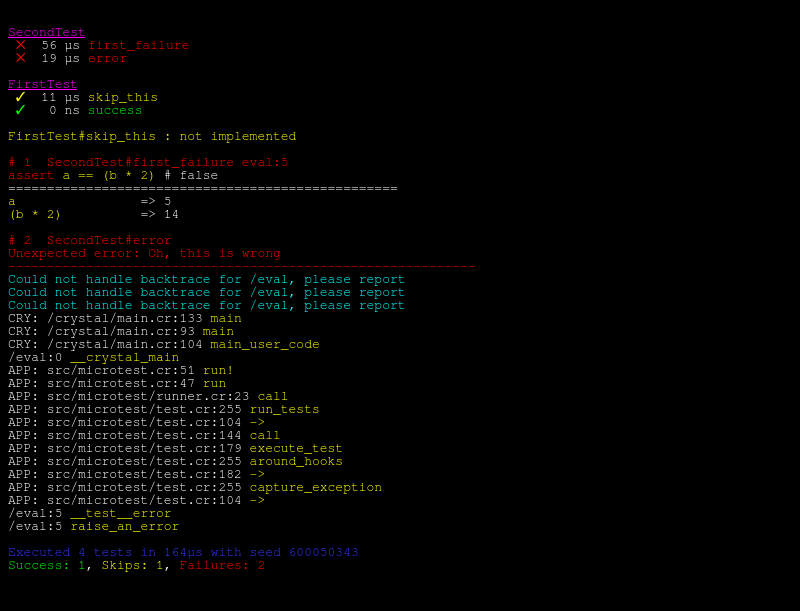 SecondTest
✕ 56 µs first_failure
✕ 19 µs error
FirstTest
✓ 11 µs skip_this
✓ 0 ns success
FirstTest#skip_this : not implemented
# 1 SecondTest#first_failure eval:5
assert a == (b * 2) # false
==================================================
a => 5
(b * 2) => 14
# 2 SecondTest#error
Unexpected error: Oh, this is wrong
------------------------------------------------------------
Could not handle backtrace for /eval, please report
Could not handle backtrace for /eval, please report
Could not handle backtrace for /eval, please report
CRY: /crystal/main.cr:133 main
CRY: /crystal/main.cr:93 main
CRY: /crystal/main.cr:104 main_user_code
/eval:0 __crystal_main
APP: src/microtest.cr:51 run!
APP: src/microtest.cr:47 run
APP: src/microtest/runner.cr:23 call
APP: src/microtest/test.cr:255 run_tests
APP: src/microtest/test.cr:104 ->
APP: src/microtest/test.cr:144 call
APP: src/microtest/test.cr:179 execute_test
APP: src/microtest/test.cr:255 around_hooks
APP: src/microtest/test.cr:182 ->
APP: src/microtest/test.cr:255 capture_exception
APP: src/microtest/test.cr:104 ->
/eval:5 __test__error
/eval:5 raise_an_error
Executed 4 tests in 164µs with seed 600050343
Success: 1, Skips: 1, Failures: 2